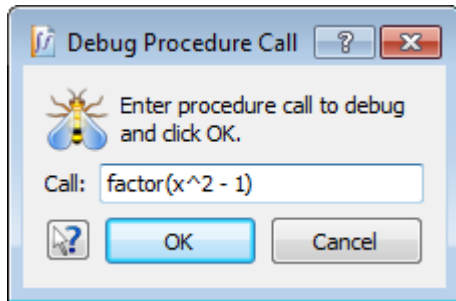 Debug Procedure Call
Enter procedure call to debug
and click OK.
Call: factor(x^2 - 1)
OK Cancel